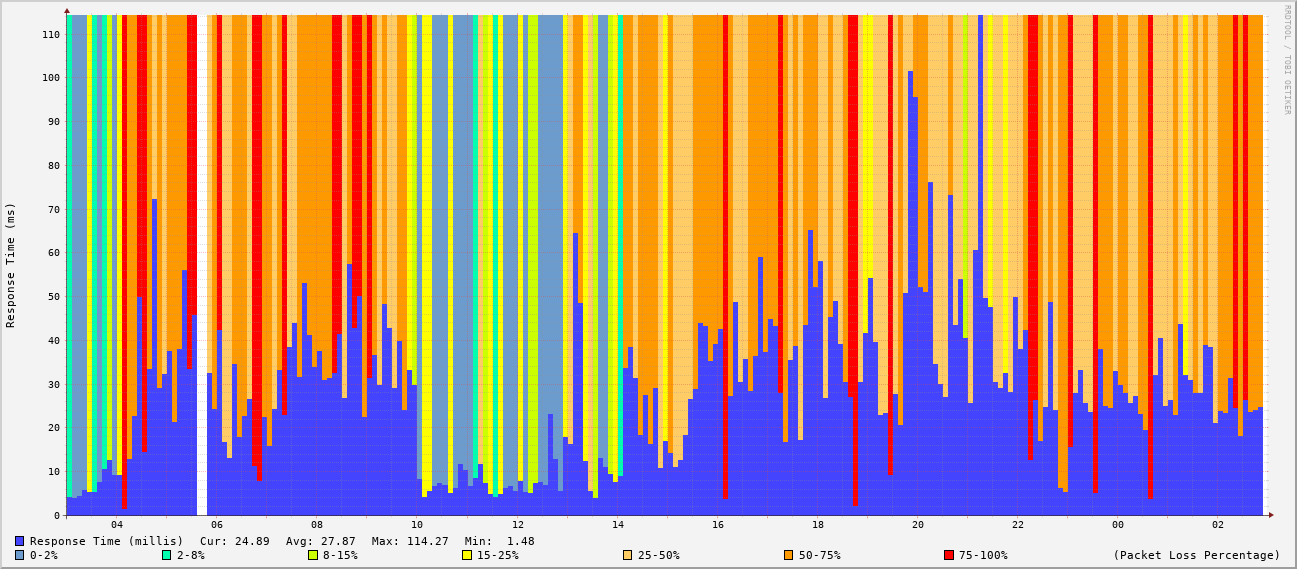 RRDTOOL / TOBI OETIKER
Response Time (ms)
110
100
90
80
70
60
50
40
30
20
10
0
04 06 08 10 12 14 16 18 20 22 00 02
Response Time (millis) Cur: 24.89 Avg: 27.87 Max: 114.27 Min: 1.48
0-2% 2-8% 8-15% 15-25% 25-50% 50-75% 75-100% (Packet Loss Percentage)